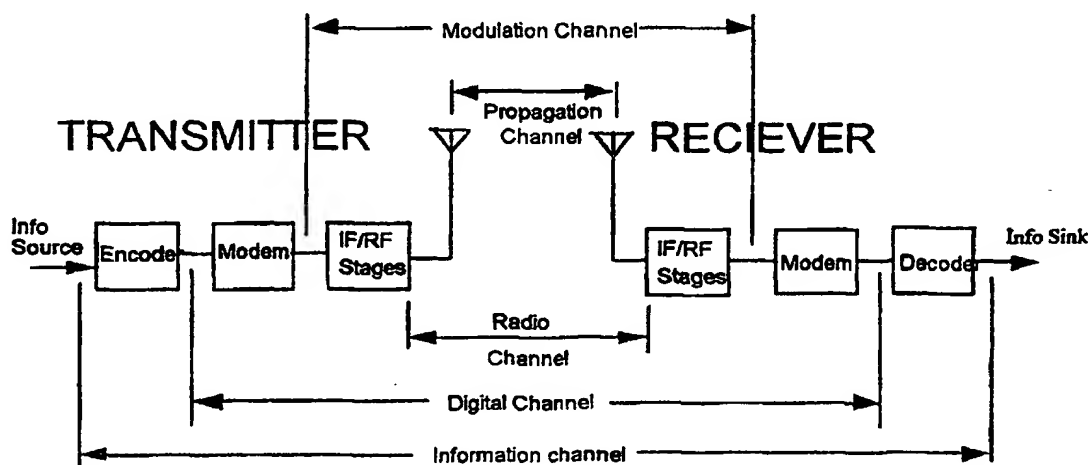 Modulation Channel
Propagation
Channel
TRANSMITTER
RECIEVER
Info
Source
Encode
Modem
IF/RF
Stages
IF/RF
Stages
Modem
Decode
Info Sink
Radio
Channel
Digital Channel
Information channel